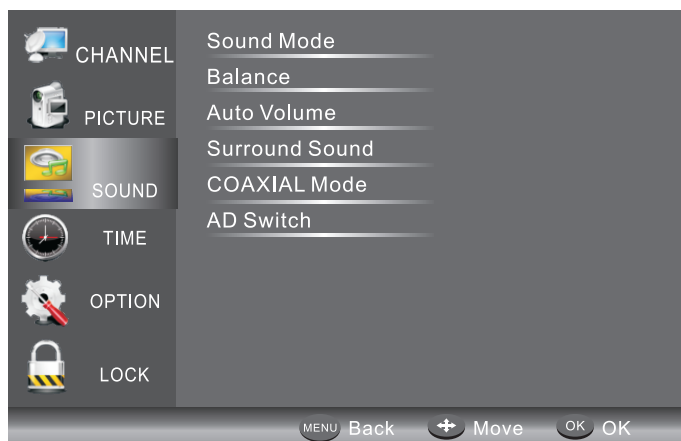 CHANNEL
PICTURE
SOUND
TIME
OPTION
LOCK
Sound Mode
Balance
Auto Volume
Surround Sound
COAXIAL Mode
AD Switch
MENU Back Move OK OK